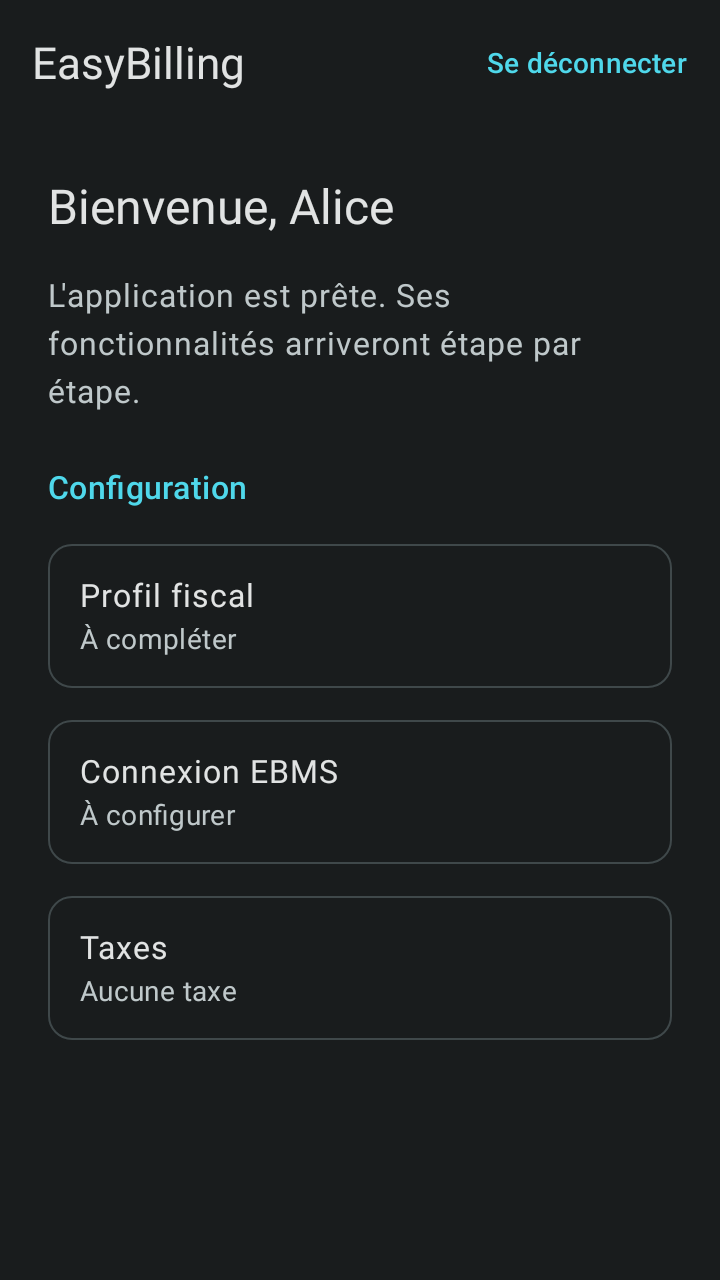 EasyBilling
Se déconnecter
Bienvenue, Alice
L'application est prête. Ses
fonctionnalités arriveront étape par
étape.
Configuration
Profil fiscal
À compléter
Connexion EBMS
À configurer
Taxes
Aucune taxe